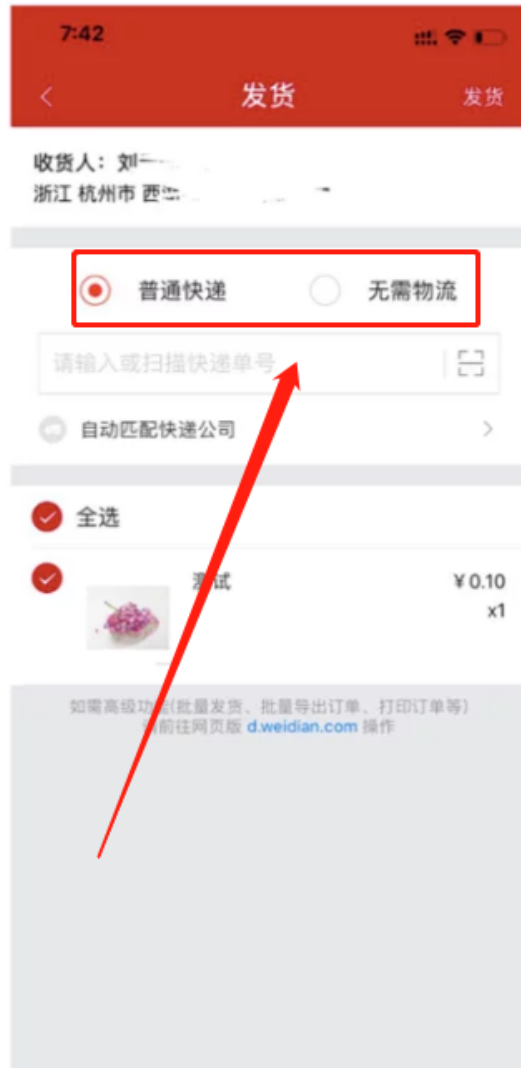 7:42
发货
发货
收货人：刘
浙江 杭州市 西
普通快递
无需物流
请输入或扫描快递单号
自动匹配快递公司
全选
测试
¥0.10
x1
如需高级功能(批量发货、批量导出订单、打印订单等)
请前往网页版 d.weidian.com 操作